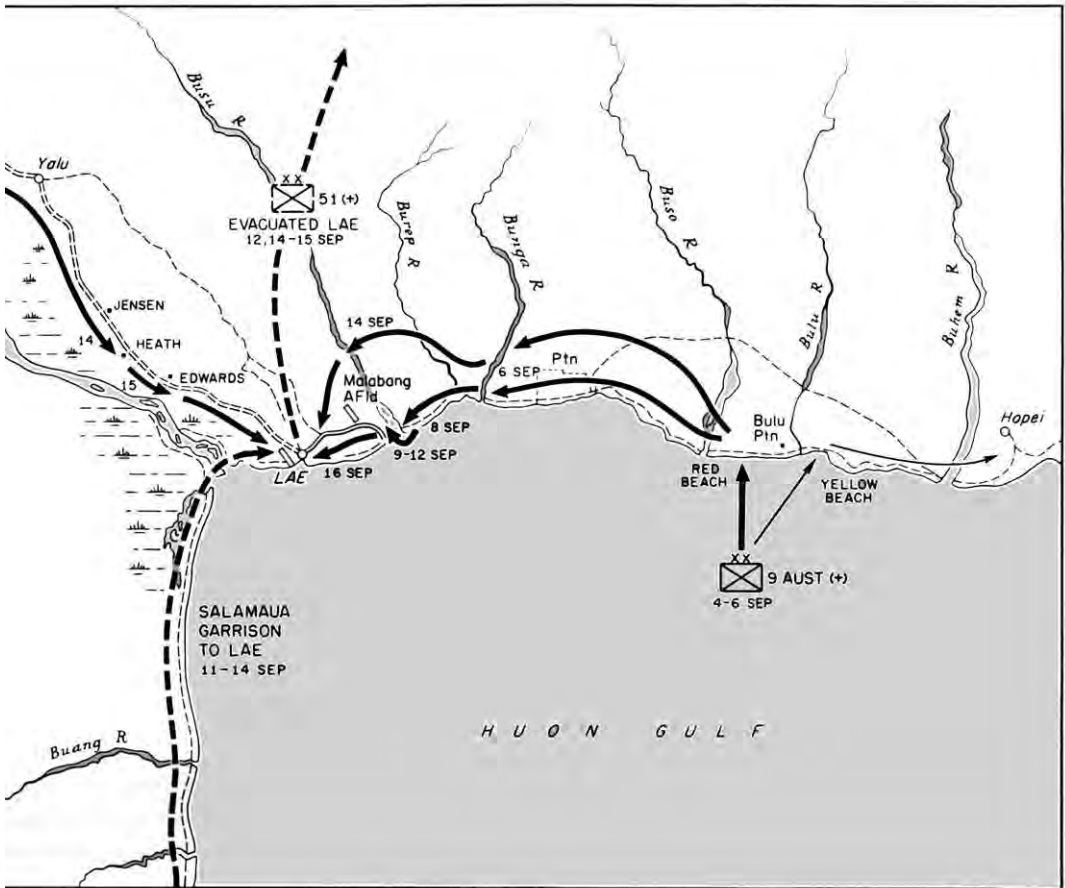 Yalu
Busu R
X X
51 (+)
EVACUATED LAE
12, 14-15 SEP
Burep R
Bunga R
Buso R
Bulu R
Buhem R
JENSEN
14
HEATH
15
EDWARDS
14 SEP
Malabang
AFld
6 SEP
Ptn
8 SEP
9-12 SEP
16 SEP
LAE
Bulu
Ptn
Hopei
RED
BEACH
YELLOW
BEACH
X X
9 AUST (+)
4-6 SEP
SALAMAUA
GARRISON
TO LAE
11-14 SEP
Buang R
HUON GULF